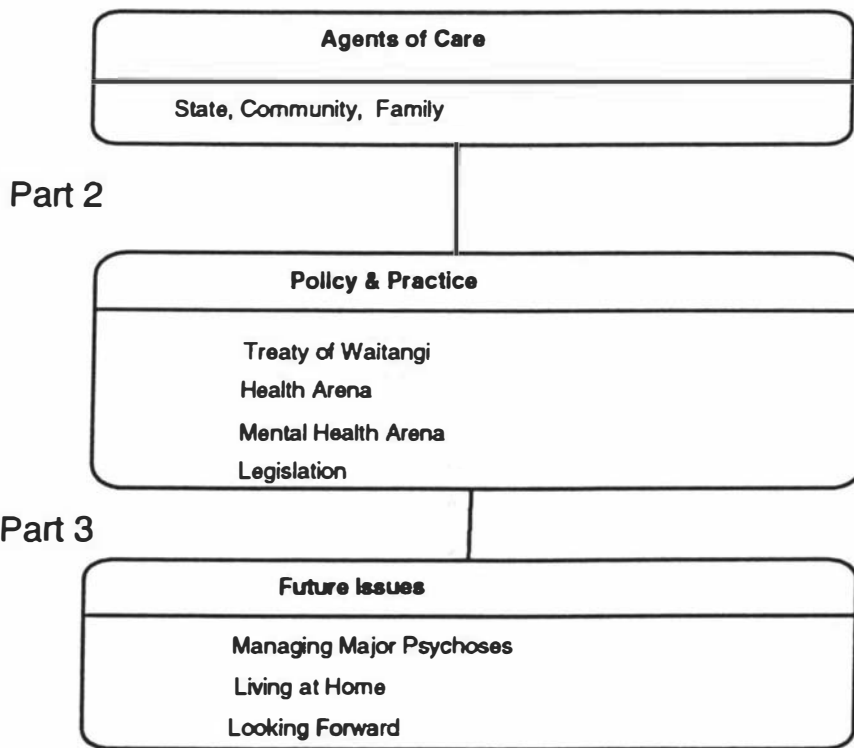 Agents of Care
State, Community, Family
Part 2
Policy & Practice
Treaty of Waitangi
Health Arena
Mental Health Arena
Legislation
Part 3
Future Issues
Managing Major Psychoses
Living at Home
Looking Forward